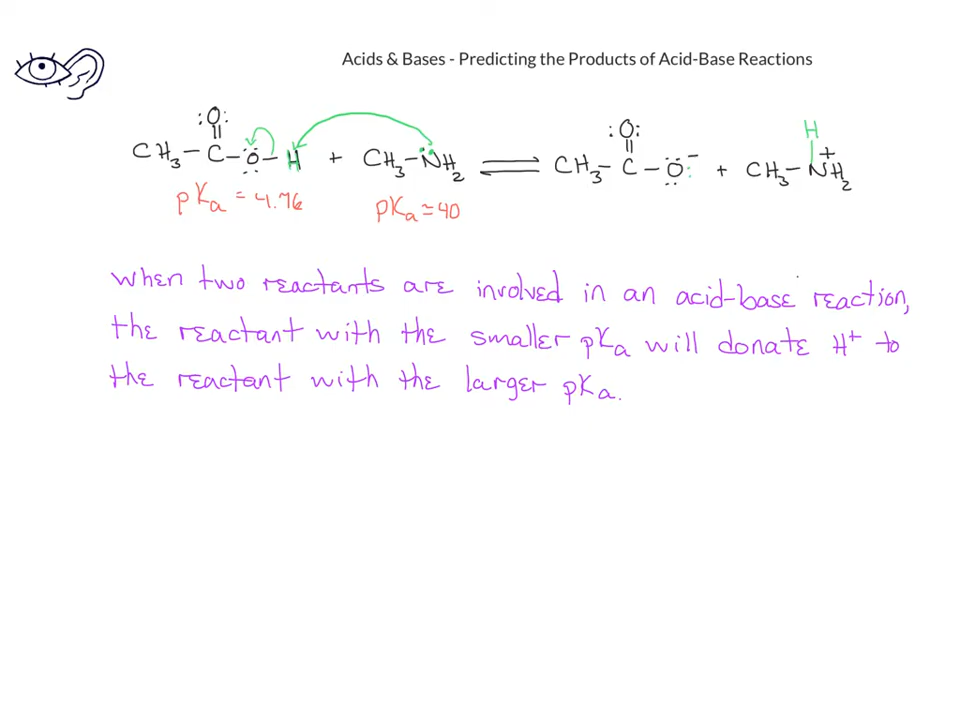 Acids & Bases - Predicting the Products of Acid-Base Reactions
:O:
:O:
H
CH₃-C-O-H + CH₃-NH₂ ⇌ CH₃-C-O⁻ + CH₃-N⁺H₂
pKa = 4.76 pKa ≃ 40
When two reactants are involved in an acid-base reaction,
the reactant with the smaller pKa will donate H⁺ to
the reactant with the larger pKa.